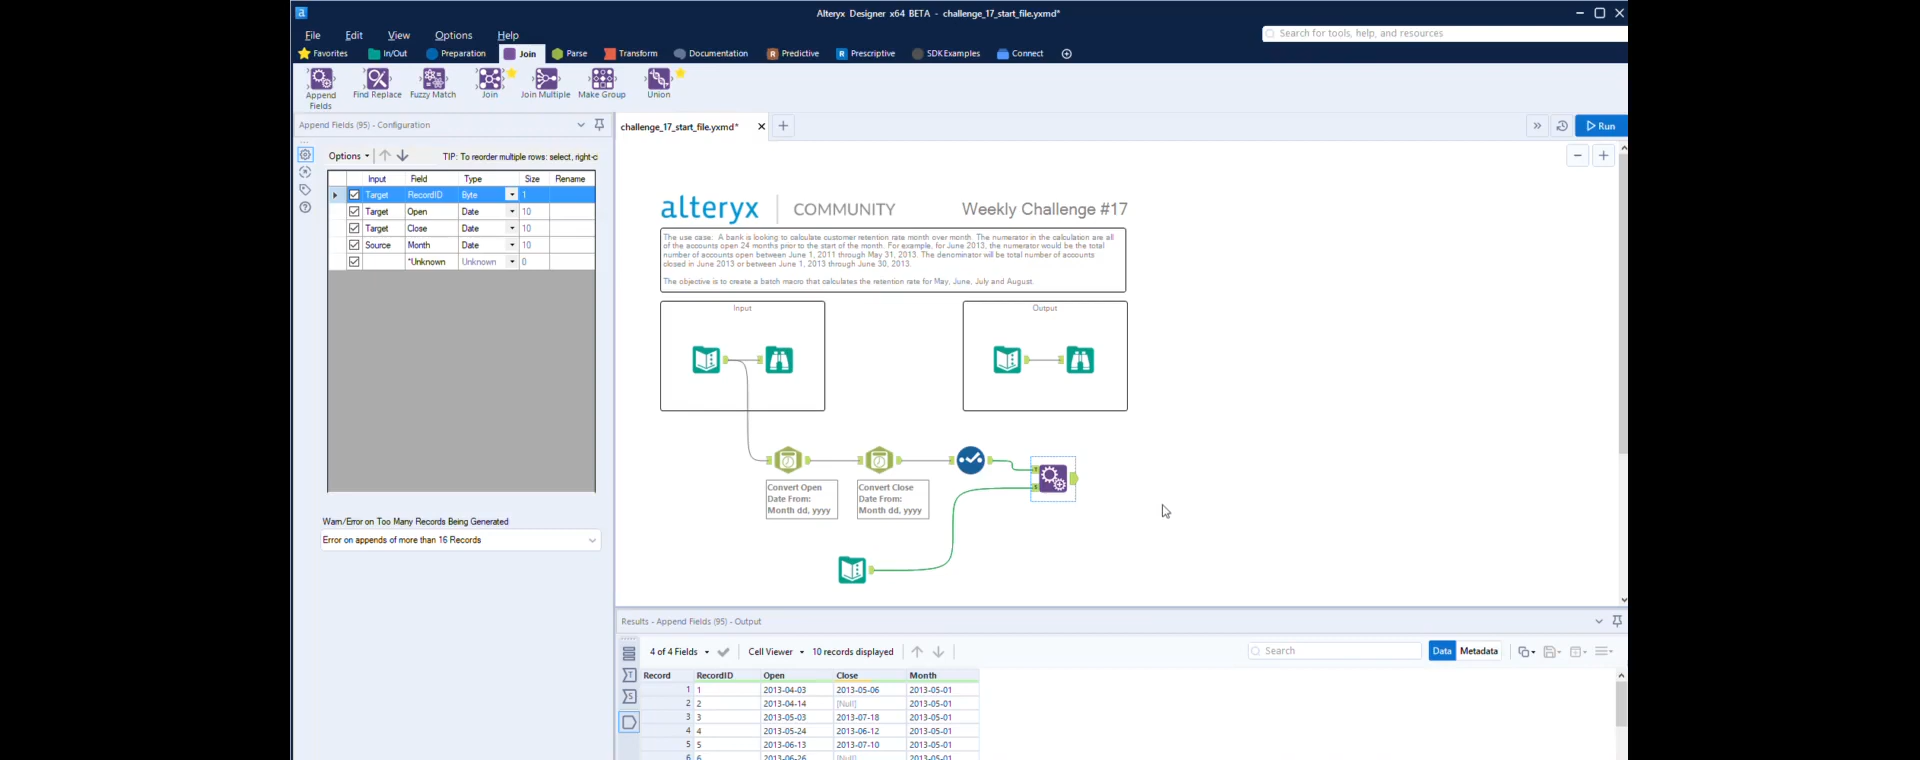 Alteryx Designer x64 BETA - challenge_17_start_file.yxmd*
File Edit View Options Help
Search for tools, help, and resources
Favorites In/Out Preparation Join Parse Transform Documentation Predictive Prescriptive SDKExamples Connect
Append Fields Find Replace Fuzzy Match Join Join Multiple Make Group Union
Append Fields (95) - Configuration
challenge_17_start_file.yxmd*
Run
Options TIP: To reorder multiple rows: select, right-c
Input Field Type Size Rename
Target RecordID Byte 1
Target Open Date 10
Target Close Date 10
Source Month Date 10
*Unknown Unknown 0
Warn/Error on Too Many Records Being Generated
Error on appends of more than 16 Records
alteryx COMMUNITY Weekly Challenge #17
The use case: A bank is looking to calculate customer retention rate month over month. The numerator in the calculation are all
of the accounts open 24 months prior to the start of the month. For example, for June 2013, the numerator would be the total
number of accounts open between June 1, 2011 through May 31, 2013. The denominator will be total number of accounts
closed in June 2013 or between June 1, 2013 through June 30, 2013.
The objective is to create a batch macro that calculates the retention rate for May, June, July and August.
Input
Output
Convert Open
Date From:
Month dd, yyyy
Convert Close
Date From:
Month dd, yyyy
Results - Append Fields (95) - Output
4 of 4 Fields Cell Viewer 10 records displayed Search Data Metadata
Record RecordID Open Close Month
1 1 2013-04-03 2013-05-06 2013-05-01
2 2 2013-04-14 [Null] 2013-05-01
3 3 2013-05-03 2013-07-18 2013-05-01
4 4 2013-05-24 2013-06-12 2013-05-01
5 5 2013-06-13 2013-07-10 2013-05-01
6 6 2013-06-26 [Null] 2013-05-01